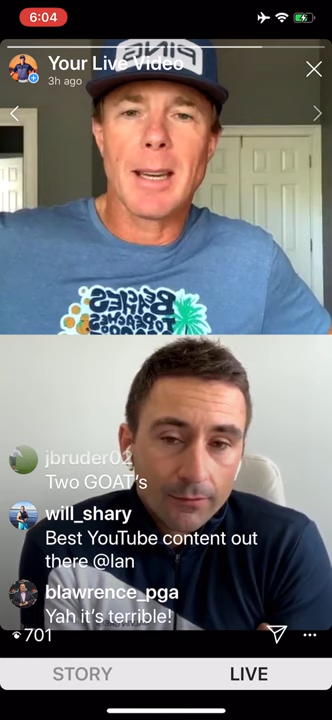 6:04
PING
Your Live Video
3h ago
BEACHES
jbruder02
Two GOAT's
will_shary
Best YouTube content out
there @Ian
blawrence_pga
Yah it's terrible!
701
STORY
LIVE